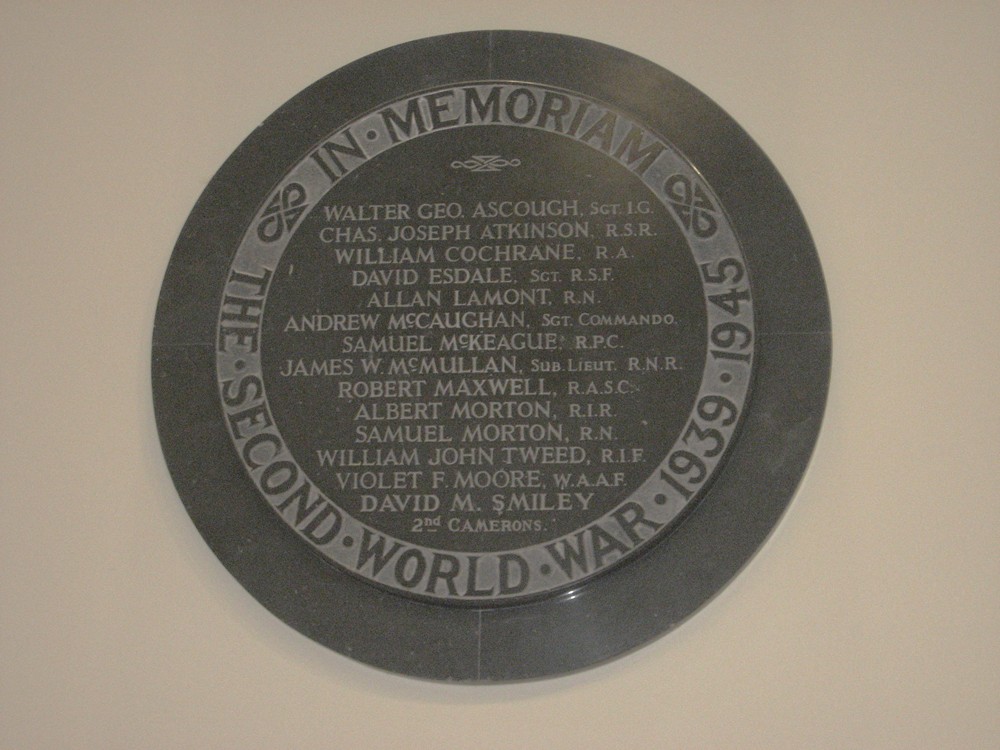 IN · MEMORIAM
WALTER GEO. ASCOUGH, SGT. I.G.
CHAS. JOSEPH ATKINSON, R.S.R.
WILLIAM COCHRANE, R.A.
DAVID ESDALE, SGT. R.S.F.
ALLAN LAMONT, R.N.
ANDREW McCAUGHAN, SGT. COMMANDO.
SAMUEL McKEAGUE, R.P.C.
JAMES W. McMULLAN, SUB. LIEUT. R.N.R.
ROBERT MAXWELL, R.A.S.C.
ALBERT MORTON, R.I.R.
SAMUEL MORTON, R.N.
WILLIAM JOHN TWEED, R.I.F.
VIOLET F. MOORE, W.A.A.F.
DAVID M. SMILEY
2nd CAMERONS.
THE · SECOND · WORLD · WAR · 1939 · 1945